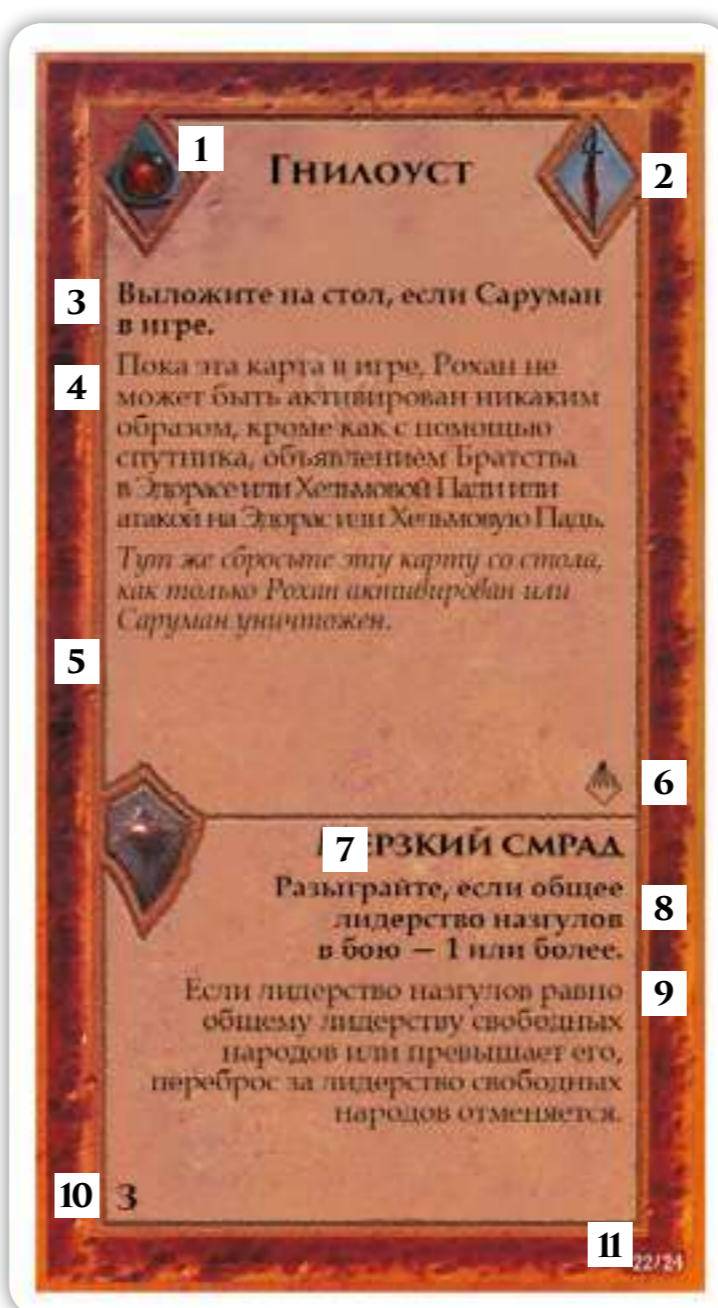 1
Гнилоуст
2
3
Выложите на стол, если Саруман
в игре.
4
Пока эта карта в игре, Рохан не
может быть активирован никаким
образом, кроме как с помощью
спутника, объявлением Братства
в Эдорасе или Хельмовой Пади или
атакой на Эдорас или Хельмовую Падь.
Тут же сбросьте эту карту со стола,
как только Рохан активирован или
Саруман уничтожен.
5
6
7
ЕРЗКИЙ СМРАД
Разыграйте, если общее
лидерство назгулов
в бою — 1 или более.
8
9
Если лидерство назгулов равно
общему лидерству свободных
народов или превышает его,
переброс за лидерство свободных
народов отменяется.
10
3
11
22/24